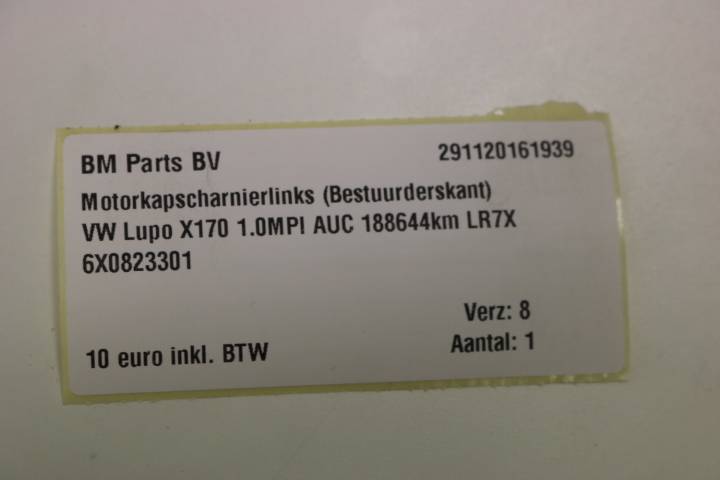 BM Parts BV 291120161939
Motorkapscharnierlinks (Bestuurderskant)
VW Lupo X170 1.0MPI AUC 188644km LR7X
6X0823301
Verz: 8
10 euro inkl. BTW Aantal: 1